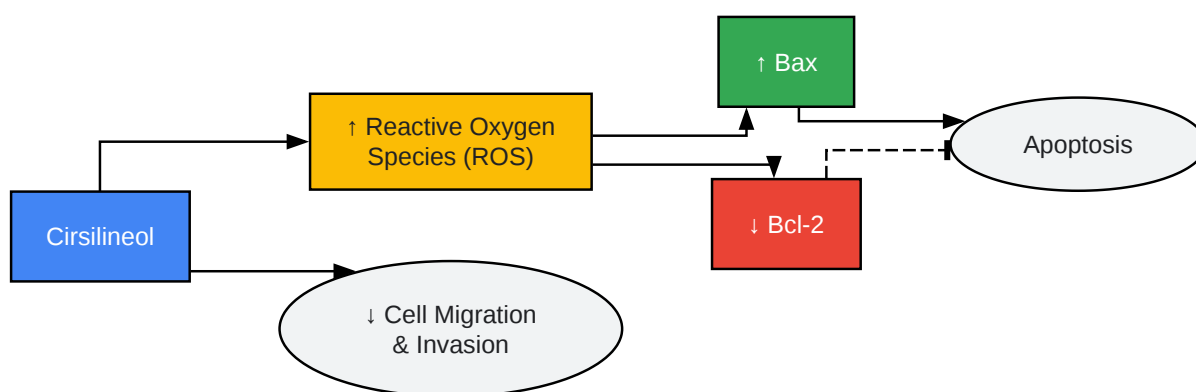 ↑ Bax
↑ Reactive Oxygen
Species (ROS)
Apoptosis
Cirsilineol
↓ Bcl-2
↓ Cell Migration
& Invasion